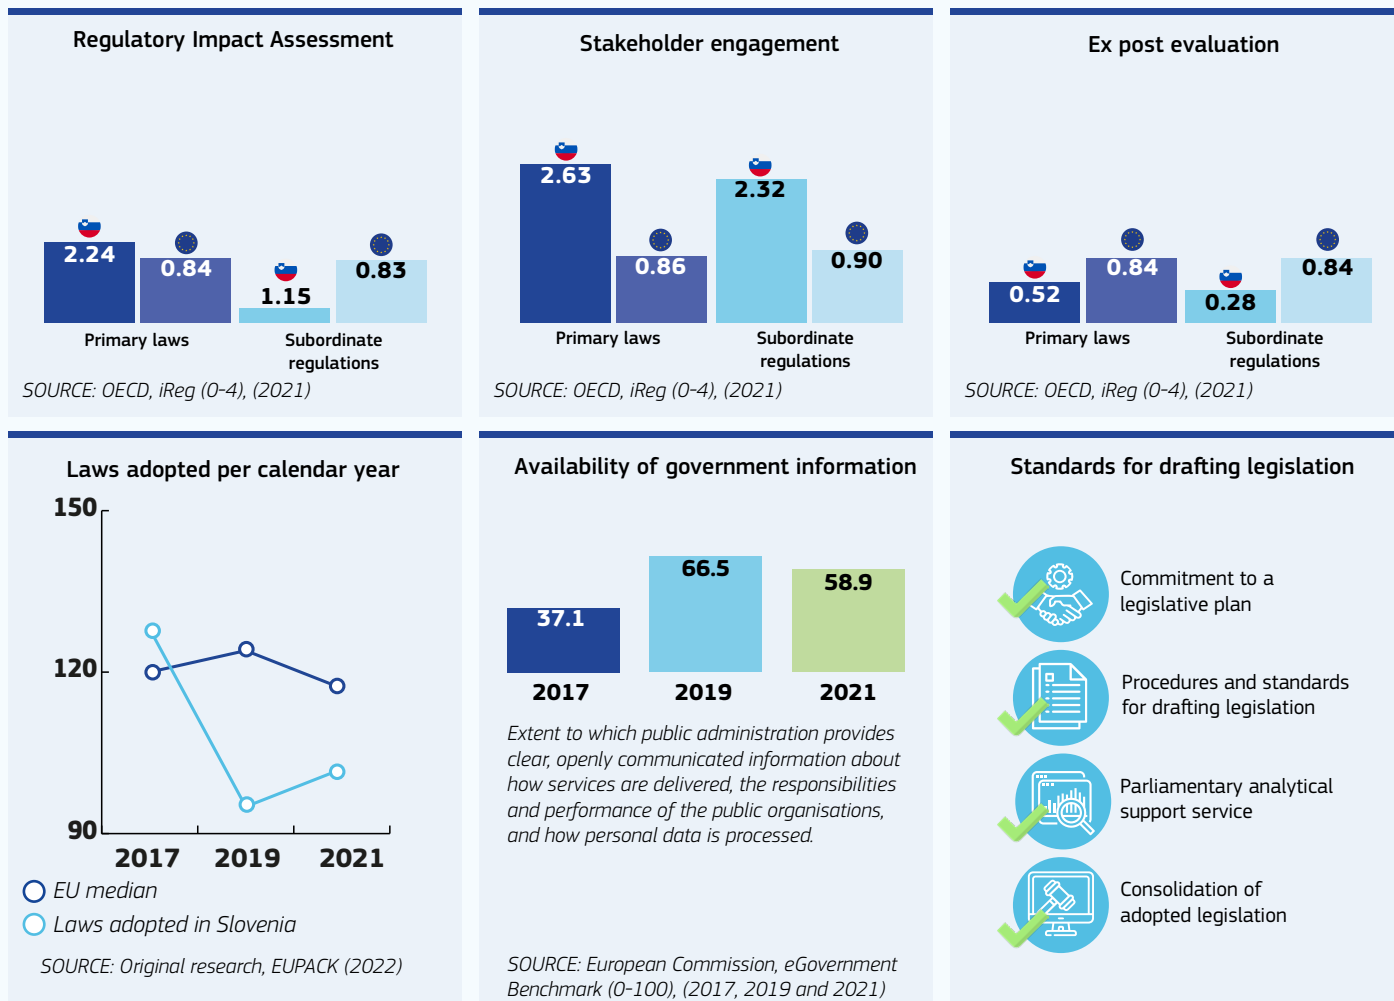 Regulatory Impact Assessment
2.24
0.84
1.15
0.83
Primary laws
Subordinate
regulations
SOURCE: OECD, iReg (0-4), (2021)
Stakeholder engagement
2.63
0.86
2.32
0.90
Primary laws
Subordinate
regulations
SOURCE: OECD, iReg (0-4), (2021)
Ex post evaluation
0.52
0.84
0.28
0.84
Primary laws
Subordinate
regulations
SOURCE: OECD, iReg (0-4), (2021)
Laws adopted per calendar year
150
120
90
2017 2019 2021
EU median
Laws adopted in Slovenia
SOURCE: Original research, EUPACK (2022)
Availability of government information
37.1
66.5
58.9
2017 2019 2021
Extent to which public administration provides
clear, openly communicated information about
how services are delivered, the responsibilities
and performance of the public organisations,
and how personal data is processed.
SOURCE: European Commission, eGovernment
Benchmark (0-100), (2017, 2019 and 2021)
Standards for drafting legislation
Commitment to a
legislative plan
Procedures and standards
for drafting legislation
Parliamentary analytical
support service
Consolidation of
adopted legislation